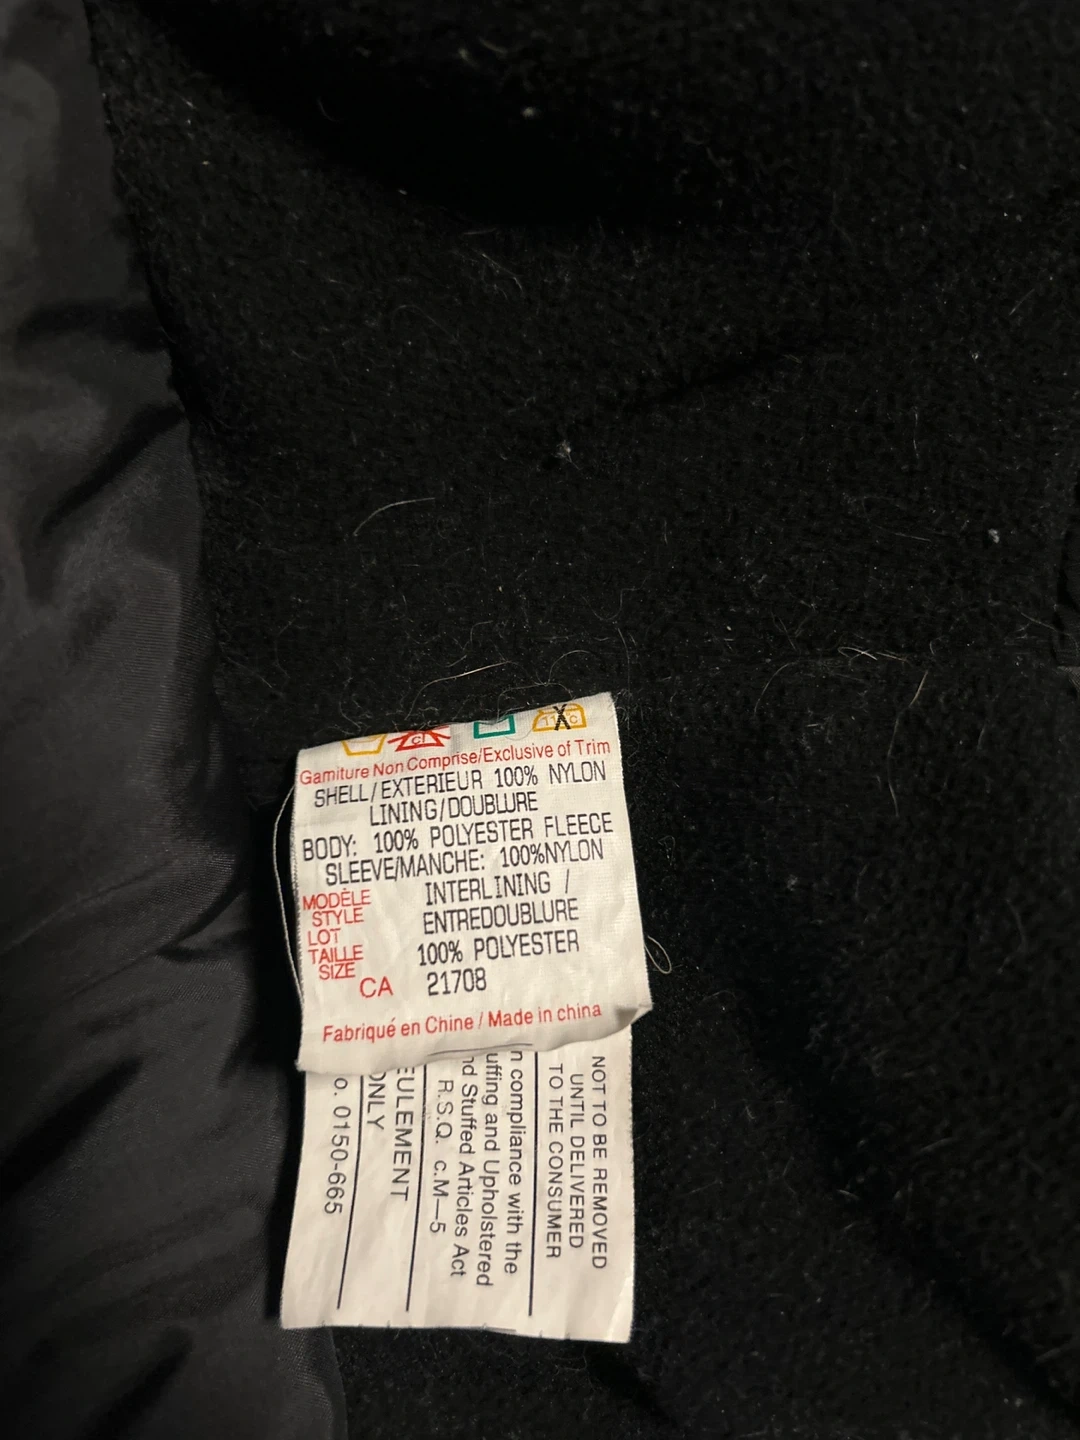 cl
Garniture Non Comprise/Exclusive of Trim
SHELL/EXTERIEUR 100% NYLON
LINING/DOUBLURE
BODY: 100% POLYESTER FLEECE
SLEEVE/MANCHE: 100%NYLON
INTERLINING /
ENTREDOUBLURE
100% POLYESTER
MODÈLE
STYLE
LOT
TAILLE
SIZE
CA 21708
Fabriqué en Chine / Made in china
NOT TO BE REMOVED
UNTIL DELIVERED
TO THE CONSUMER
n compliance with the
uffing and Upholstered
nd Stuffed Articles Act
R.S.Q. c.M—5
EULEMENT
ONLY
o. 0150-665